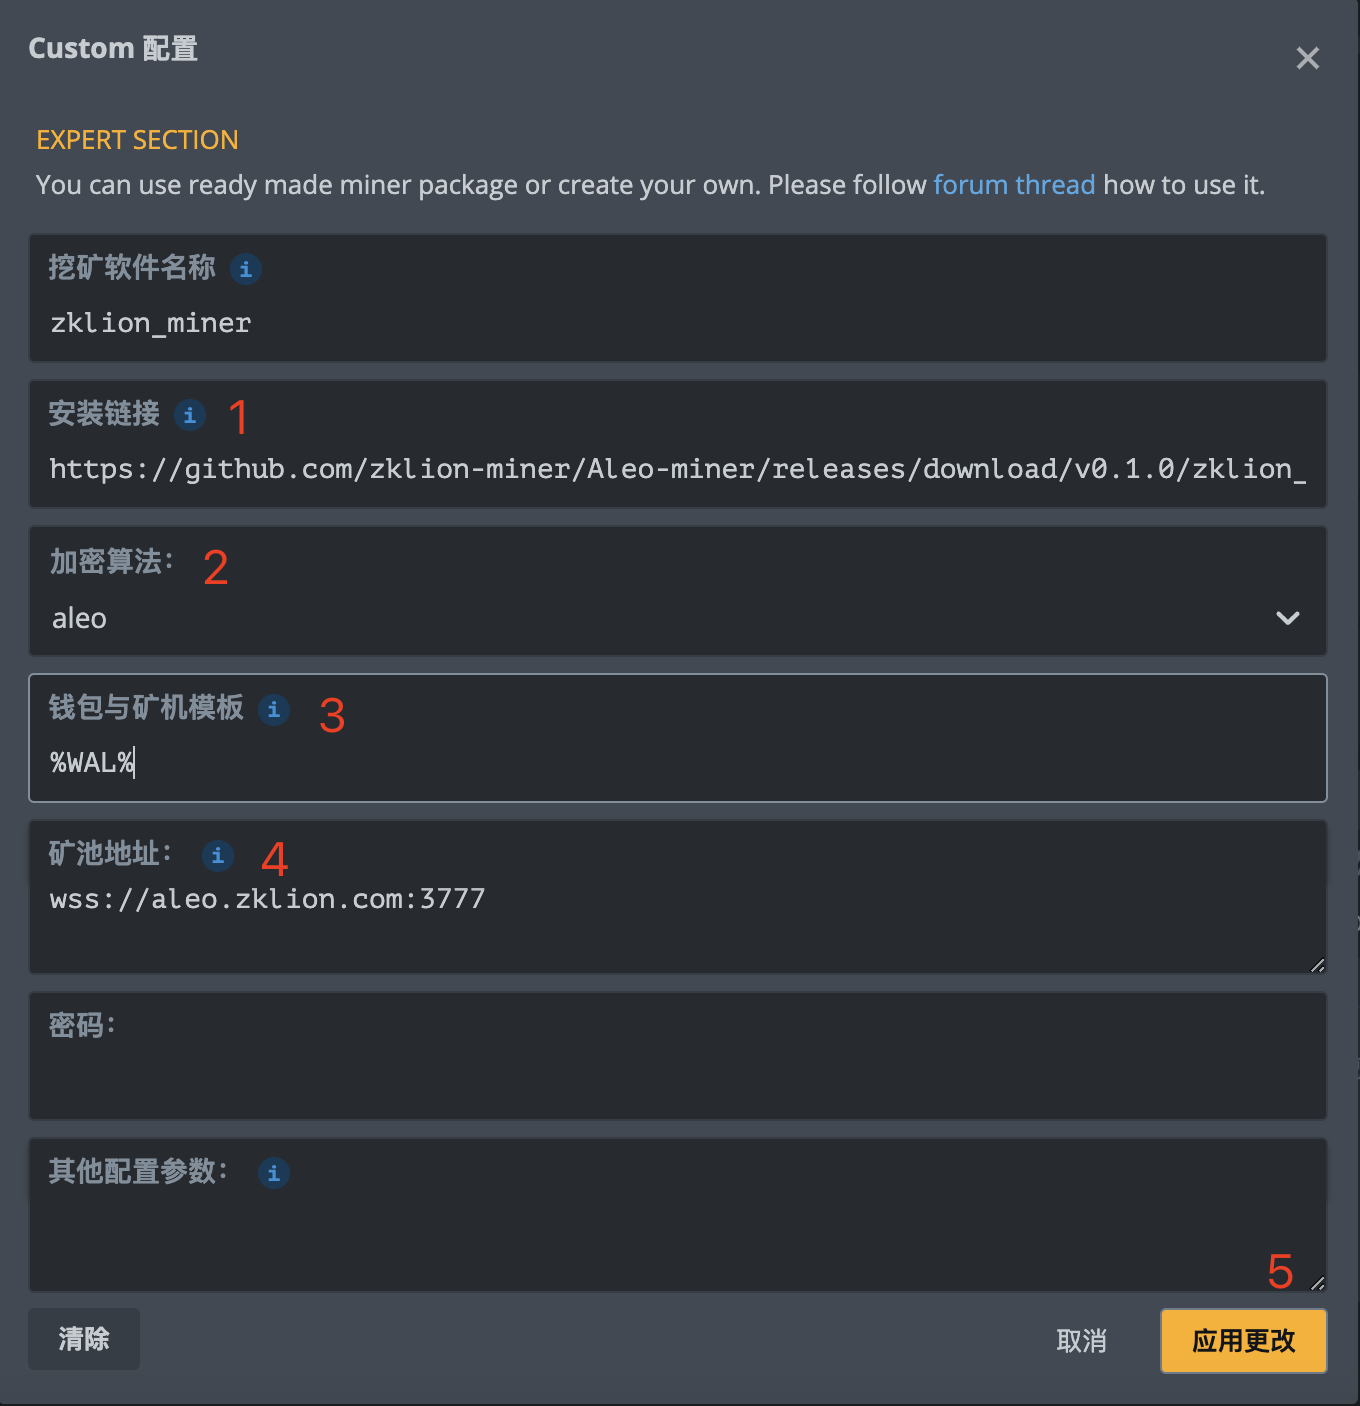 Custom 配置
EXPERT SECTION
You can use ready made miner package or create your own. Please follow forum thread how to use it.
挖矿软件名称 i
zklion_miner
安装链接 i 1
https://github.com/zklion-miner/Aleo-miner/releases/download/v0.1.0/zklion_
加密算法： 2
aleo
钱包与矿机模板 i 3
%WAL%
矿池地址： i 4
wss://aleo.zklion.com:3777
密码：
其他配置参数： i
5
清除
取消
应用更改